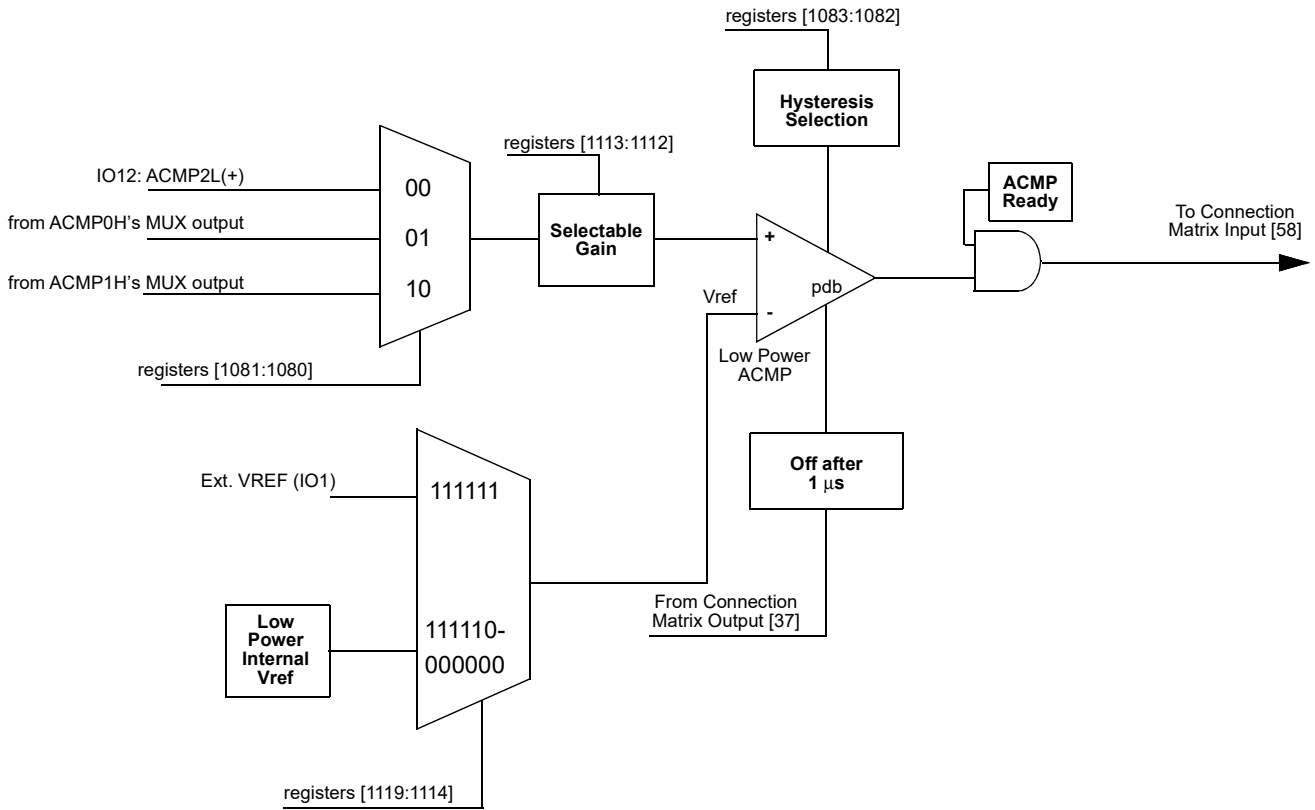 registers [1083:1082]
Hysteresis
Selection
registers [1113:1112]
IO12: ACMP2L(+)
00
from ACMP0H's MUX output
01
from ACMP1H's MUX output
10
Selectable
Gain
registers [1081:1080]
+
-
pdb
Vref
Low Power
ACMP
ACMP
Ready
To Connection
Matrix Input [58]
Off after
1 μs
From Connection
Matrix Output [37]
Ext. VREF (IO1)
111111
Low
Power
Internal
Vref
111110-
000000
registers [1119:1114]